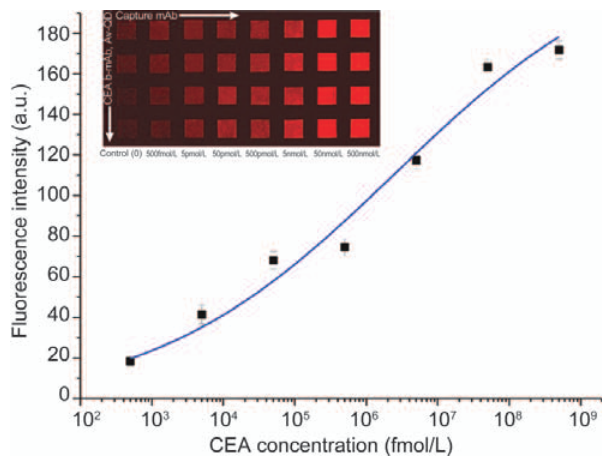 180
160
140
120
100
80
60
40
20
0
Fluorescence intensity (a.u.)
Capture mAb
CEA b-mAb, Av-QD
Control (0) 500fmol/L 5pmol/L 50pmol/L 500pmol/L 5nmol/L 50nmol/L 500nmol/L
10² 10³ 10⁴ 10⁵ 10⁶ 10⁷ 10⁸ 10⁹
CEA concentration (fmol/L)